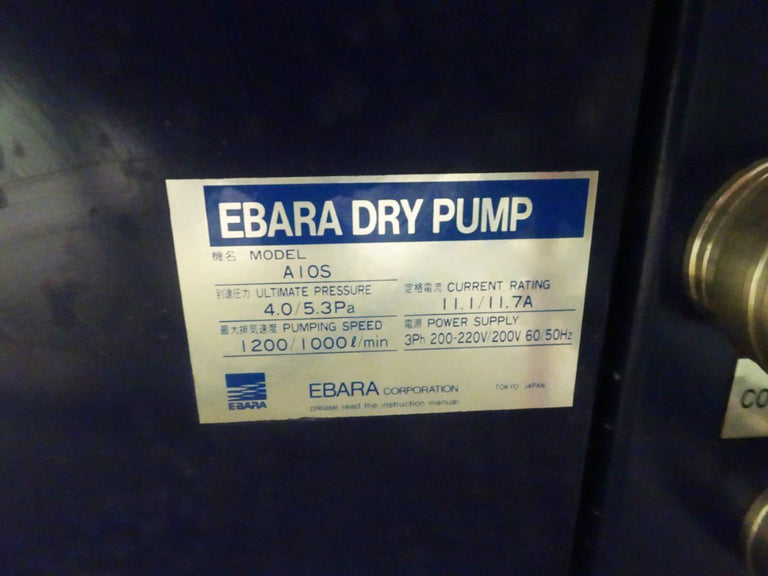 EBARA DRY PUMP
機名 MODEL
A10S
到達圧力 ULTIMATE PRESSURE
4.0/5.3Pa
最大排気速度 PUMPING SPEED
1200/1000ℓ/min
定格電流 CURRENT RATING
11.1/11.7A
電源 POWER SUPPLY
3Ph 200-220V/200V 60/50Hz
EBARA
EBARA CORPORATION
TOKYO JAPAN
please read the instruction manual
CO